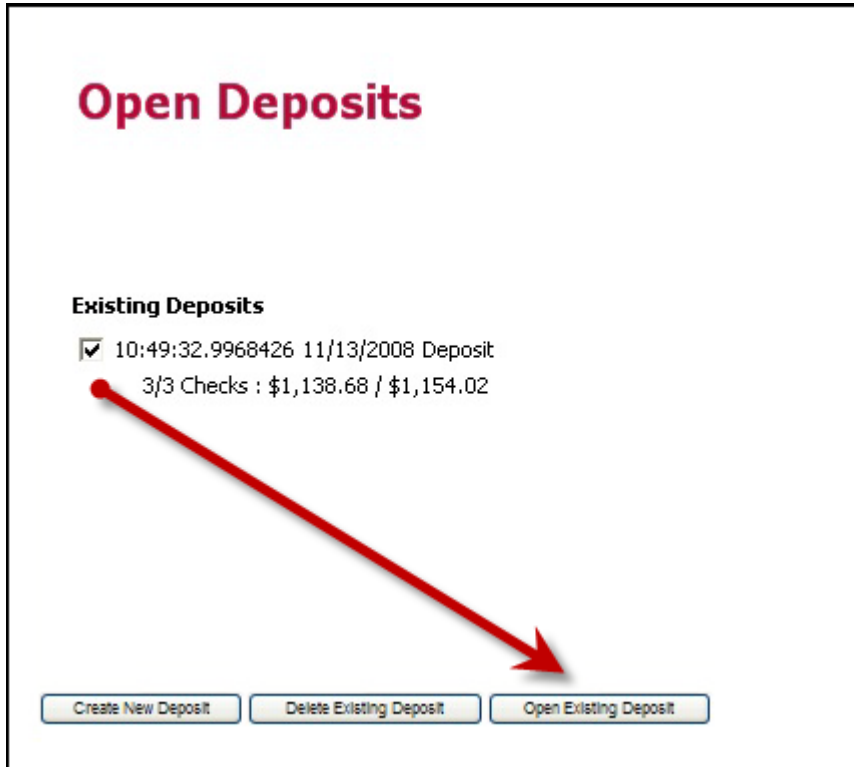 Open Deposits
Existing Deposits
10:49:32.9968426 11/13/2008 Deposit
3/3 Checks : $1,138.68 / $1,154.02
Create New Deposit Delete Existing Deposit Open Existing Deposit